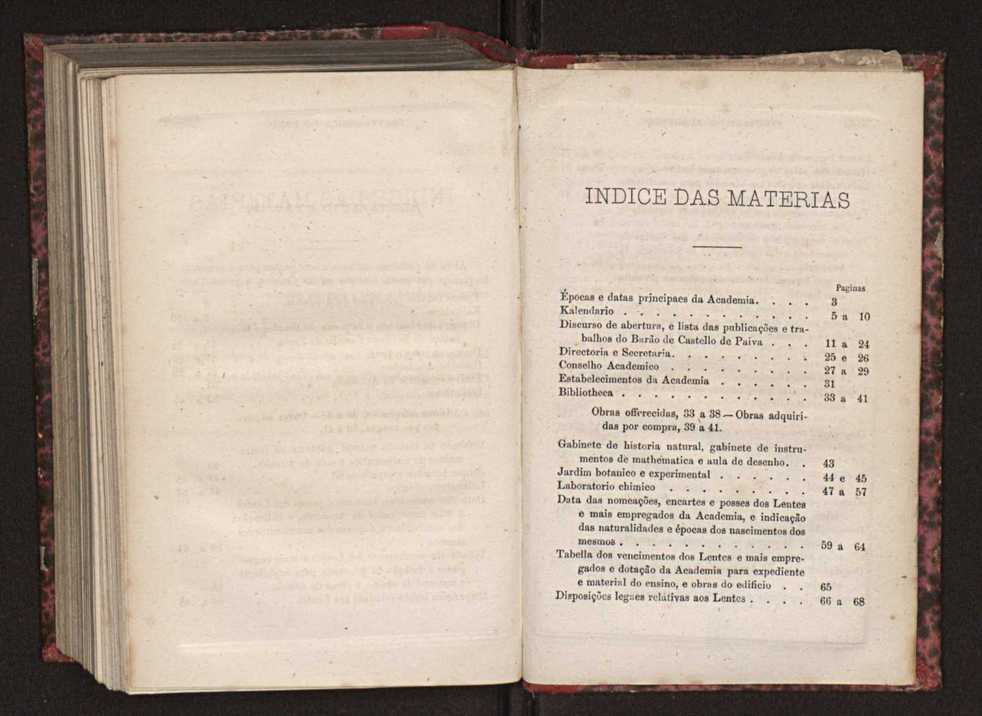 INDICE DAS MATERIAS
Paginas
Épocas e datas principaes da Academia. . . . 3
Kalendario . . . . . . . . . . . . 5 a 10
Discurso de abertura, e lista das publicações e tra-
balhos do Barão de Castello de Paiva . . . 11 a 24
Directoria e Secretaria. . . . . . . . . 25 e 26
Conselho Academico . . . . . . . . . 27 a 29
Estabelecimentos da Academia . . . . . . 31
Bibliotheca . . . . . . . . . . . . 33 a 41
Obras offerecidas, 33 a 38 — Obras adquiri-
das por compra, 39 a 41.
Gabinete de historia natural, gabinete de instru-
mentos de mathematica e aula de desenho. . 43
Jardim botanico e experimental . . . . . . 44 e 45
Laboratorio chimico . . . . . . . . . 47 a 57
Data das nomeações, encartes e posses dos Lentes
e mais empregados da Academia, e indicação
das naturalidades e épocas dos nascimentos dos
mesmos . . . . . . . . . . . . 59 a 64
Tabella dos vencimentos dos Lentes e mais empre-
gados e dotação da Academia para expediente
e material do ensino, e obras do edificio . . 65
Disposições legaes relativas aos Lentes . . . . 66 a 68